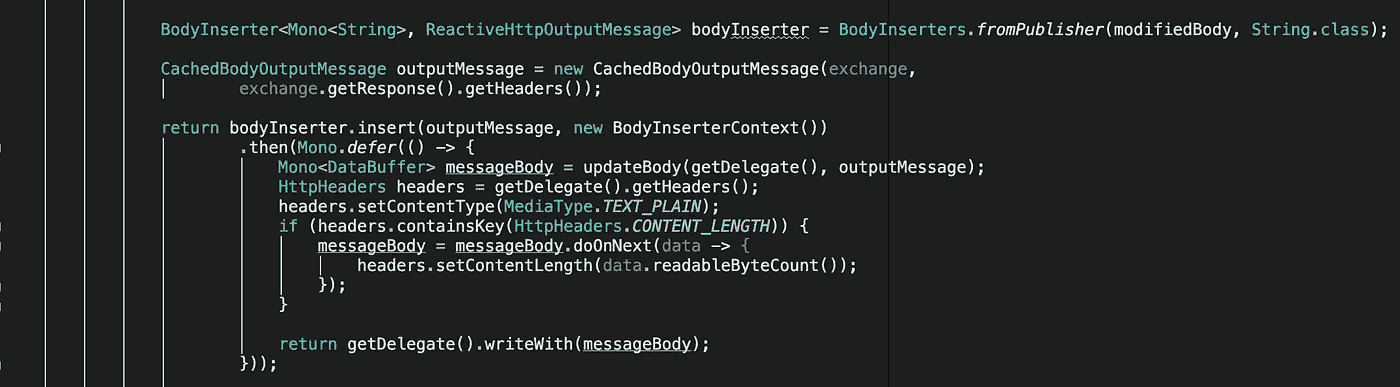 BodyInserter<Mono<String>, ReactiveHttpOutputMessage> bodyInserter = BodyInserters.fromPublisher(modifiedBody, String.class);
CachedBodyOutputMessage outputMessage = new CachedBodyOutputMessage(exchange,
exchange.getResponse().getHeaders());
return bodyInserter.insert(outputMessage, new BodyInserterContext())
.then(Mono.defer(() -> {
Mono<DataBuffer> messageBody = updateBody(getDelegate(), outputMessage);
HttpHeaders headers = getDelegate().getHeaders();
headers.setContentType(MediaType.TEXT_PLAIN);
if (headers.containsKey(HttpHeaders.CONTENT_LENGTH)) {
messageBody = messageBody.doOnNext(data -> {
headers.setContentLength(data.readableByteCount());
});
}
return getDelegate().writeWith(messageBody);
}));